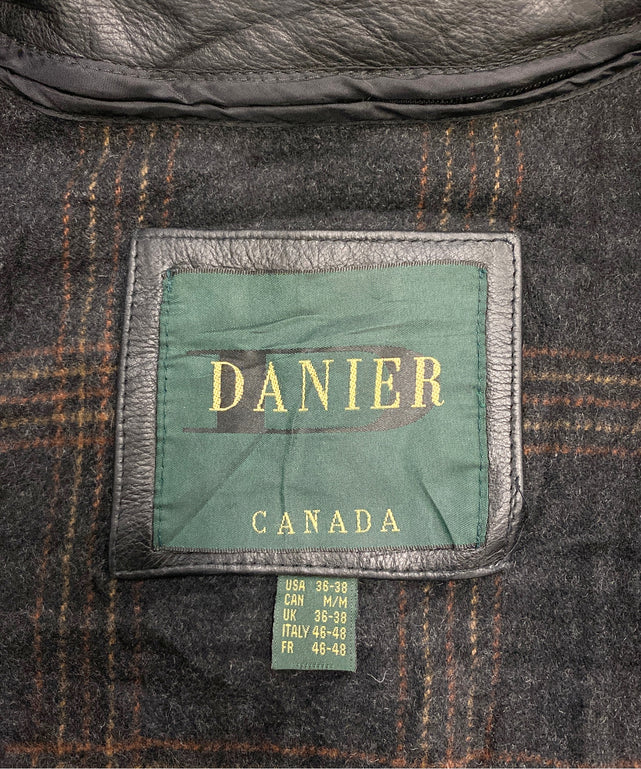 DANIER
CANADA
USA 36-38
CAN M/M
UK 36-38
ITALY 46-48
FR 46-48